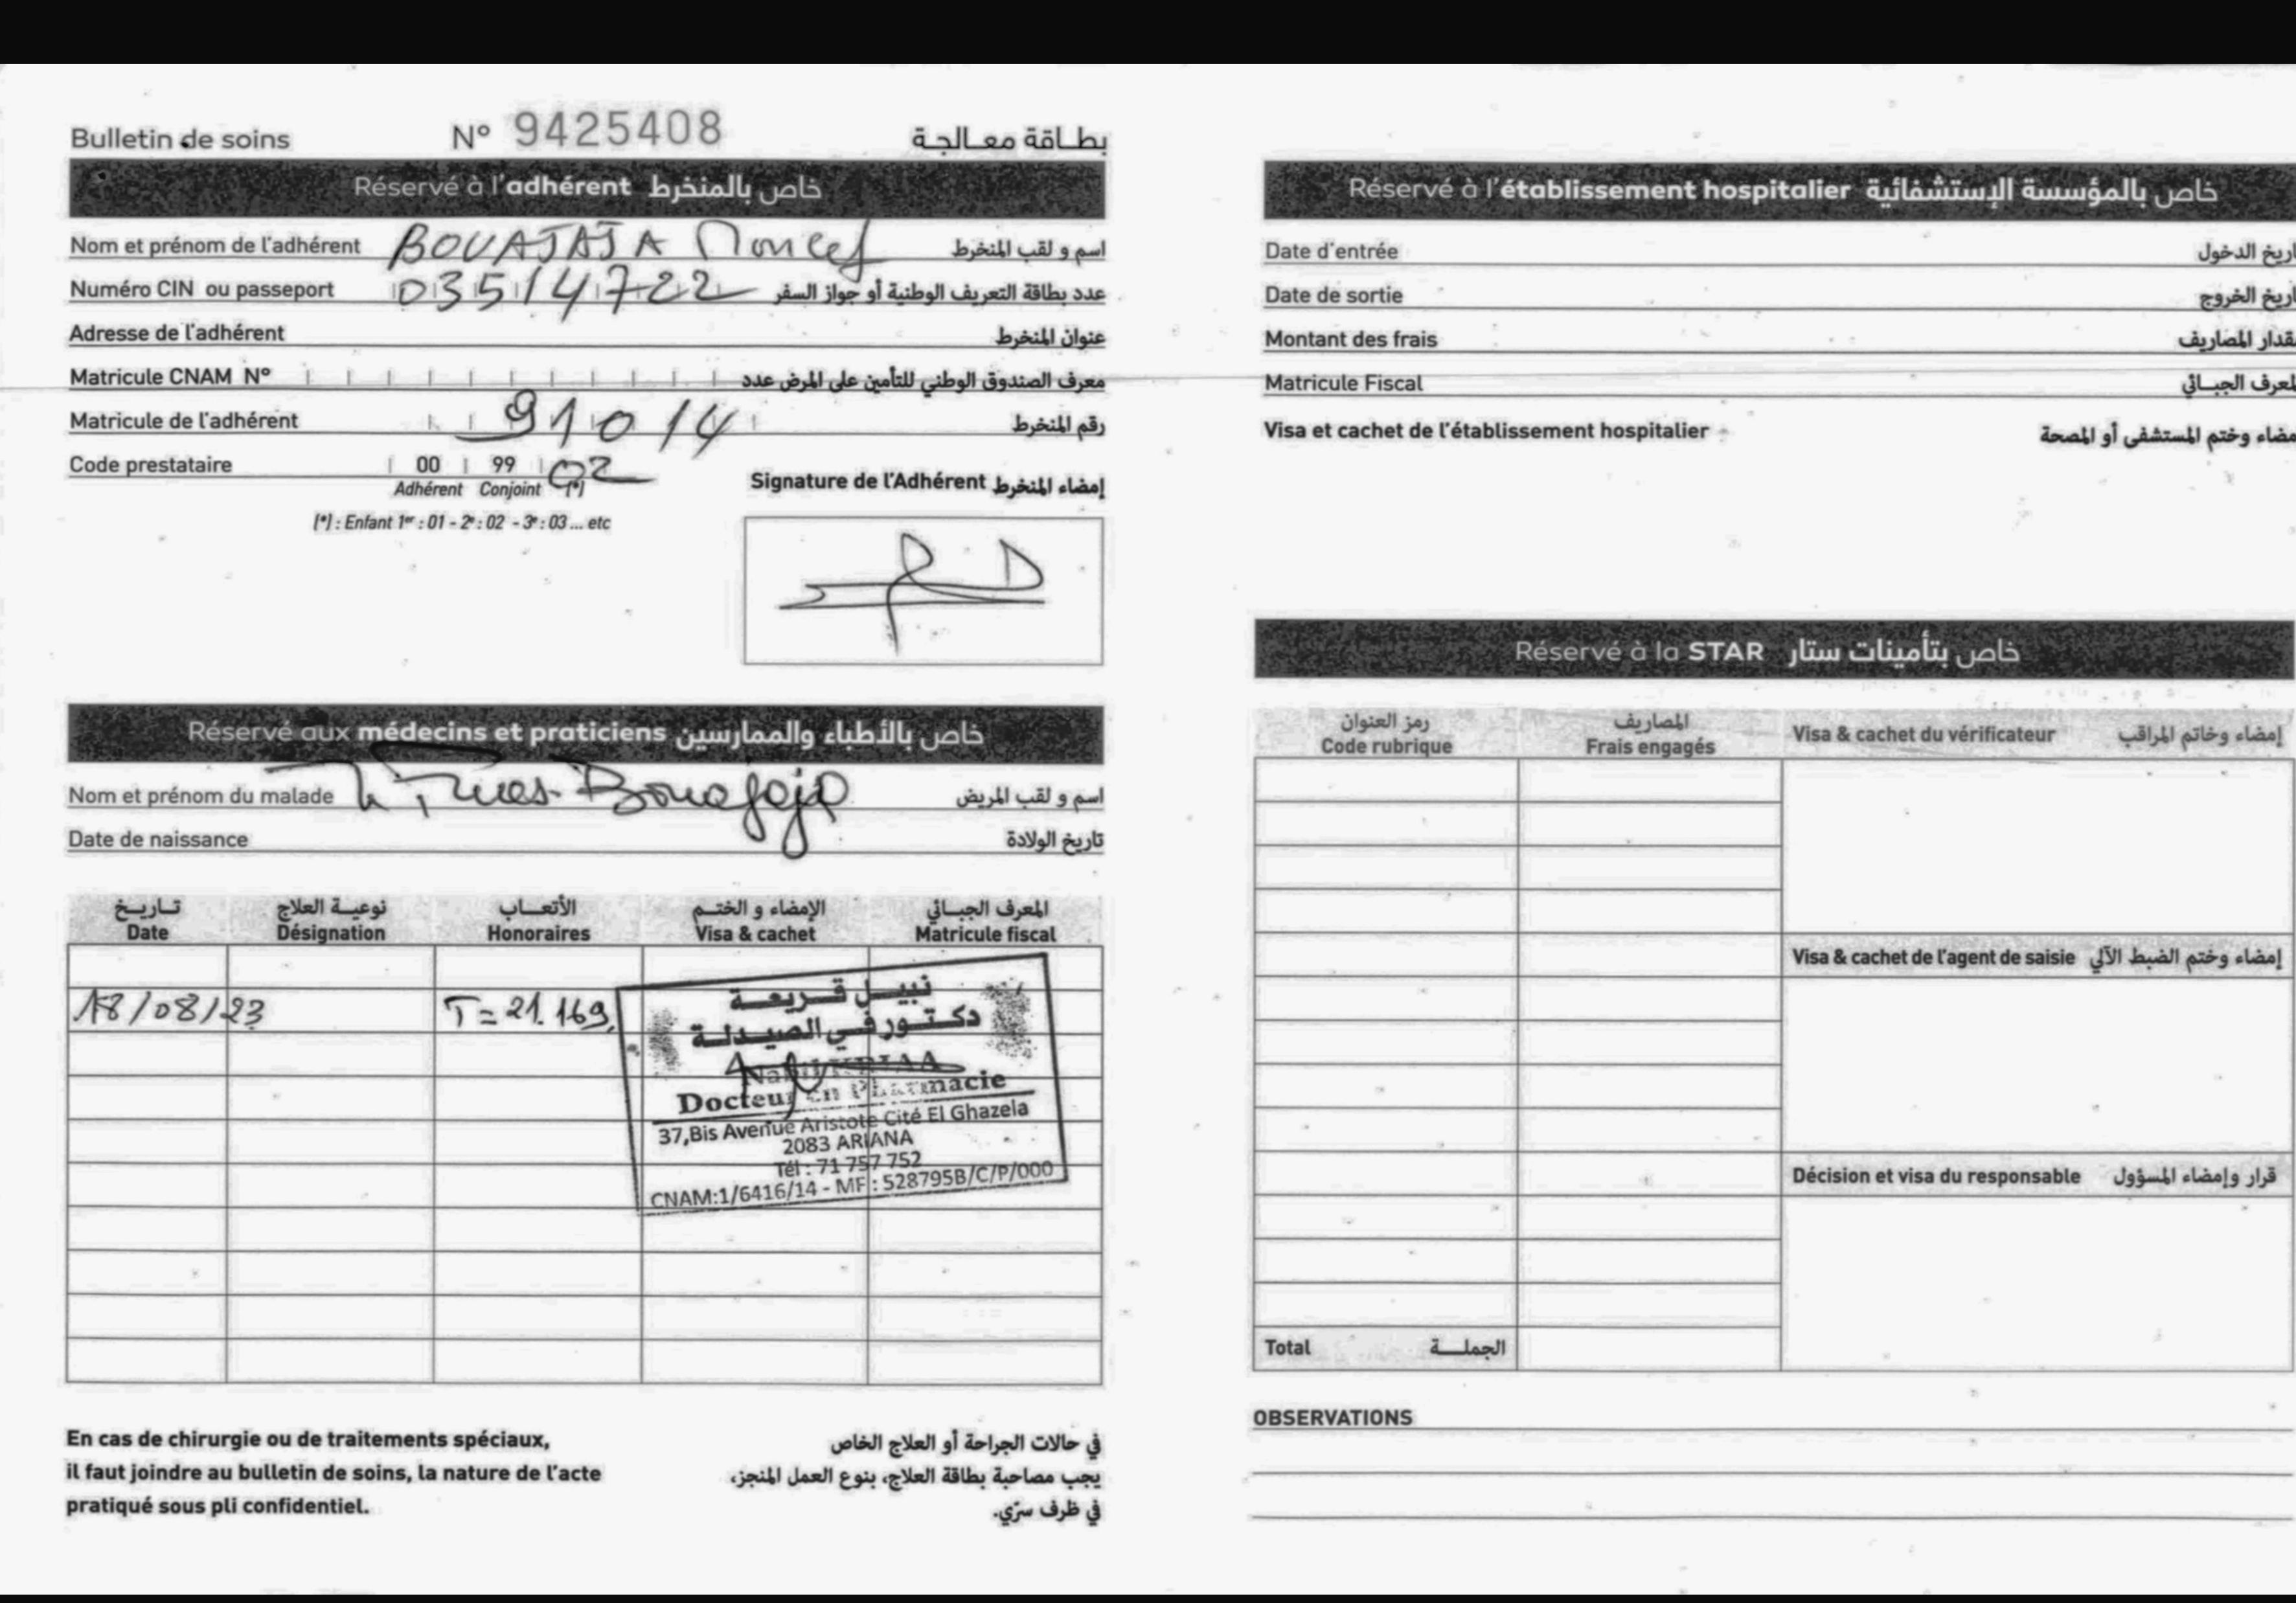 Bulletin de soins N° 9425408 بطاقة معالجة
Réservé à l'adhérent خاص بالمنخرط
Nom et prénom de l'adhérent BOUAJAJA Moncef اسم و لقب المنخرط
Numéro CIN ou passeport 03514722 عدد بطاقة التعريف الوطنية أو جواز السفر
Adresse de l'adhérent عنوان المنخرط
Matricule CNAM N° معرف الصندوق الوطني للتأمين على المرض عدد
Matricule de l'adhérent 91014 رقم المنخرط
Code prestataire 00 99 02
Adhérent Conjoint (*)
(*) : Enfant 1er : 01 - 2e : 02 - 3e : 03 ... etc
Signature de l'Adhérent إمضاء المنخرط
Réservé aux médecins et praticiens خاص بالأطباء والممارسين
Nom et prénom du malade Bouajaja اسم و لقب المريض
Date de naissance تاريخ الولادة
تاريخ نوعية العلاج الأتعاب الإمضاء و الختم المعرف الجبائي
Date Désignation Honoraires Visa & cachet Matricule fiscal
18/08/23 T = 21.169
نبيل قريعة
دكتور في الصيدلة
Nabil KRIAA
Docteur en Pharmacie
37,Bis Avenue Aristote Cité El Ghazela
2083 ARIANA
Tél : 71 757 752
CNAM:1/6416/14 - MF : 528795B/C/P/000
En cas de chirurgie ou de traitements spéciaux,
il faut joindre au bulletin de soins, la nature de l'acte
pratiqué sous pli confidentiel.
في حالات الجراحة أو العلاج الخاص
يجب مصاحبة بطاقة العلاج، بنوع العمل المنجز،
في ظرف سرّي.
Réservé à l'établissement hospitalier خاص بالمؤسسة الإستشفائية
Date d'entrée اريخ الدخول
Date de sortie اريخ الخروج
Montant des frais قدار المصاريف
Matricule Fiscal لمعرف الجبائي
Visa et cachet de l'établissement hospitalier مضاء وختم المستشفى أو المصحة
Réservé à la STAR خاص بتأمينات ستار
رمز العنوان المصاريف
Code rubrique Frais engagés Visa & cachet du vérificateur إمضاء وخاتم المراقب
Visa & cachet de l'agent de saisie إمضاء وختم الضبط الآلي
Décision et visa du responsable قرار وإمضاء المسؤول
Total الجملة
OBSERVATIONS